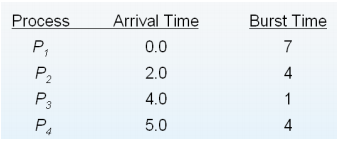 Process Arrival Time Burst Time
P1 0.0 7
P2 2.0 4
P3 4.0 1
P4 5.0 4